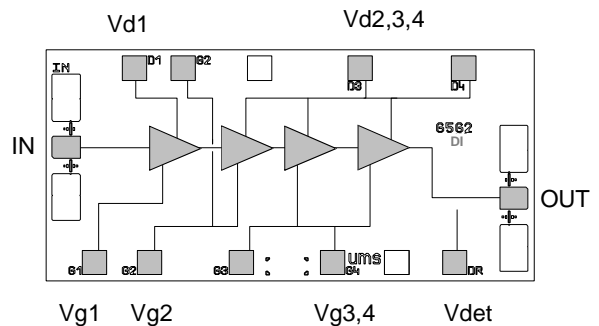 Vd1 Vd2,3,4
IN D1 G2 D3 D4
6562
DI
IN
OUT
ums
G1 G2 G3 G4 DR
Vg1 Vg2 Vg3,4 Vdet